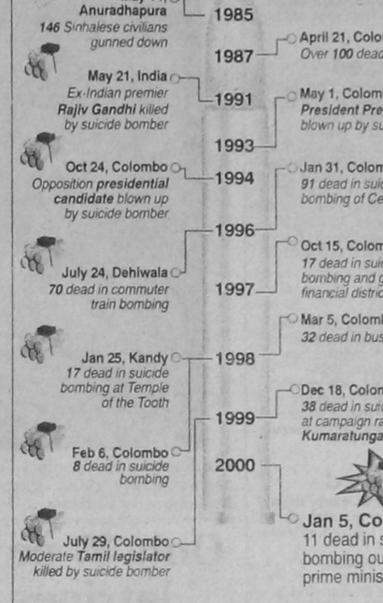 Anuradhapura
146 Sinhalese civilians
gunned down
May 21, India
Ex-Indian premier
Rajiv Gandhi killed
by suicide bomber
Oct 24, Colombo
Opposition presidential
candidate blown up
by suicide bomber
July 24, Dehiwala
70 dead in commuter
train bombing
Jan 25, Kandy
17 dead in suicide
bombing at Temple
of the Tooth
Feb 6, Colombo
8 dead in suicide
bombing
July 29, Colombo
Moderate Tamil legislator
killed by suicide bomber
1985
1987
1991
1993
1994
1996
1997
1998
1999
2000
April 21, Colo
Over 100 dead
May 1, Colom
President Pre
blown up by su
Jan 31, Colom
91 dead in suic
bombing of Ce
Oct 15, Colom
17 dead in suic
bombing and g
financial distric
Mar 5, Colomb
32 dead in bus
Dec 18, Colom
38 dead in suic
at campaign ra
Kumaratunga
Jan 5, Co
11 dead in s
bombing ou
prime minis